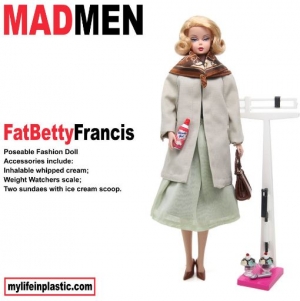 MADMEN
FatBettyFrancis
Poseable Fashion Doll
Accessories include:
Inhalable whipped cream;
Weight Watchers scale;
Two sundaes with ice cream scoop.
mylifeinplastic.com